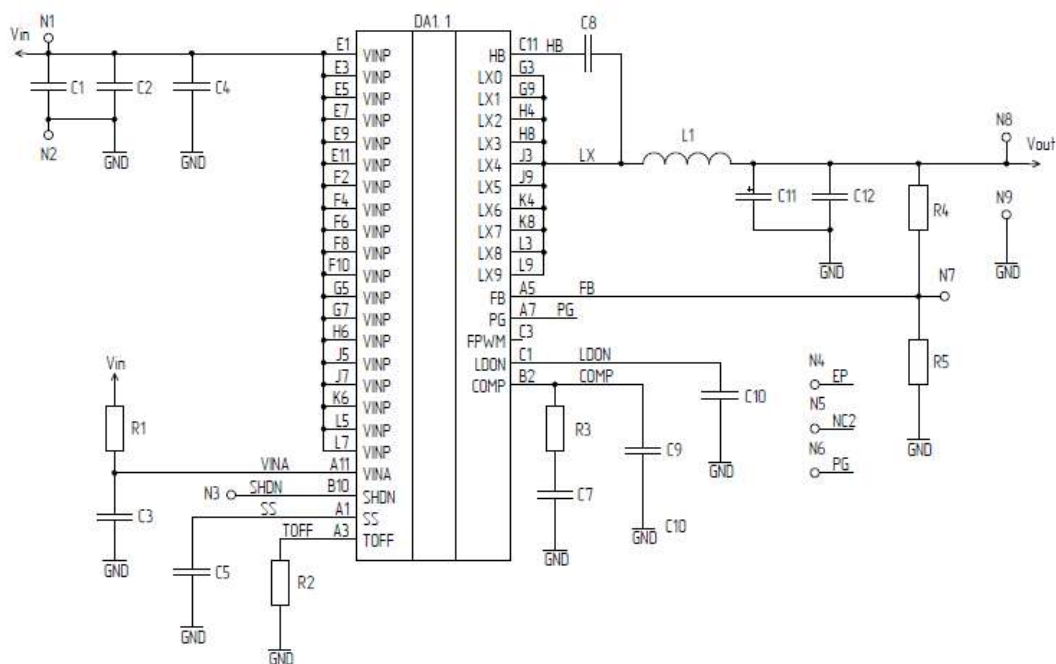 DA1.1
N1
Vin
C1
C2
C4
N2
GND
GND
E1 VINP
E3 VINP
E5 VINP
E7 VINP
E9 VINP
E11 VINP
F2 VINP
F4 VINP
F6 VINP
F8 VINP
F10 VINP
G5 VINP
G7 VINP
H6 VINP
J5 VINP
J7 VINP
K6 VINP
L5 VINP
L7 VINP
VINA A11 VINA
N3 SHDN B10 SHDN
SS A1 SS
TOFF A3 TOFF
Vin
R1
C3
GND
C5
GND
R2
GND
HB C11 HB
C8
LX0 G3
LX1 G9
LX2 H4
LX3 H8
LX4 J3 LX
LX5 J9
LX6 K4
LX7 K8
LX8 L3
LX9 L9
FB A5 FB
PG A7 PG
FPWM C3
LDON C1 LDON
COMP B2 COMP
L1
N8
Vout
C11
C12
GND
R4
N9
GND
N7
R5
GND
R3
C7
GND
C9
GND C10
C10
GND
N4
EP
N5
NC2
N6
PG